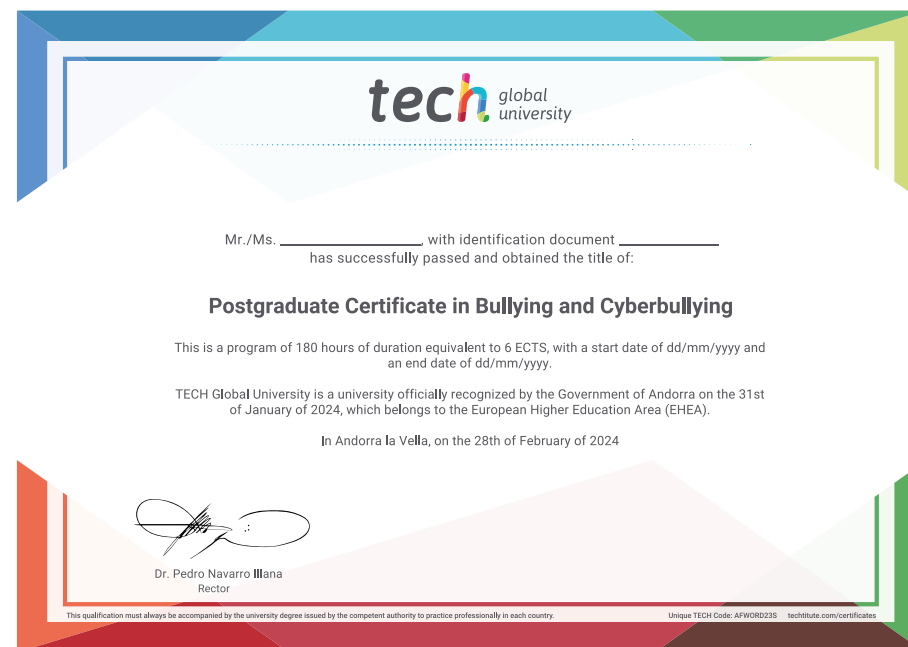 tech global university
Mr./Ms. ____________________, with identification document ______________
has successfully passed and obtained the title of:
Postgraduate Certificate in Bullying and Cyberbullying
This is a program of 180 hours of duration equivalent to 6 ECTS, with a start date of dd/mm/yyyy and
an end date of dd/mm/yyyy.
TECH Global University is a university officially recognized by the Government of Andorra on the 31st
of January of 2024, which belongs to the European Higher Education Area (EHEA).
In Andorra la Vella, on the 28th of February of 2024
Dr. Pedro Navarro Illana
Rector
This qualification must always be accompanied by the university degree issued by the competent authority to practice professionally in each country. Unique TECH Code: AFWORD23S techtitute.com/certificates